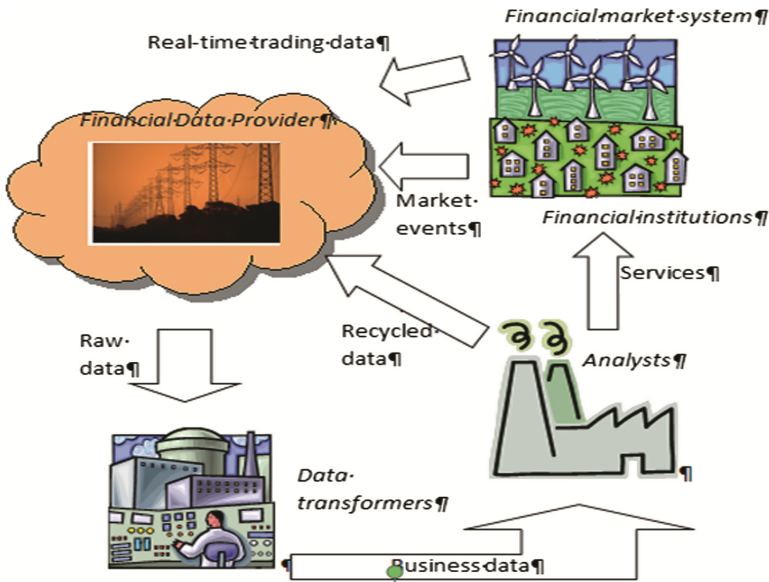 Financial·market·system¶
Real-time·trading·data¶
Financial·Data·Provider¶
Market·
events¶
Financial·institutions¶
Services¶
Recycled·
data¶
Raw·
data¶
Analysts¶
¶
Data·
transformers¶
¶
Business·data¶